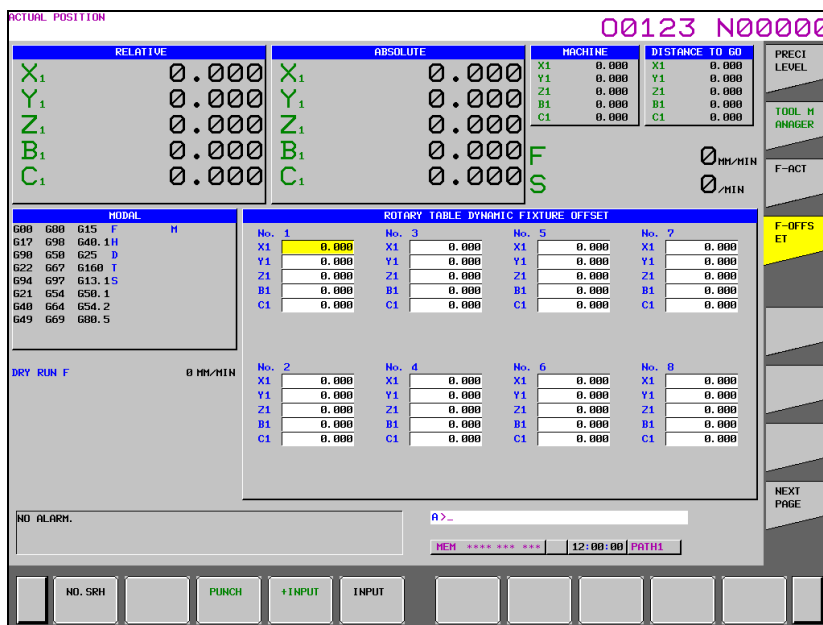 ACTUAL POSITION
O0123 N00000
RELATIVE
X1 0.000
Y1 0.000
Z1 0.000
B1 0.000
C1 0.000
ABSOLUTE
X1 0.000
Y1 0.000
Z1 0.000
B1 0.000
C1 0.000
MACHINE
X1 0.000
Y1 0.000
Z1 0.000
B1 0.000
C1 0.000
DISTANCE TO GO
X1 0.000
Y1 0.000
Z1 0.000
B1 0.000
C1 0.000
F 0 MM/MIN
S 0 /MIN
MODAL
G00 G80 G15 F M
G17 G98 G40.1 H
G90 G50 G25 D
G22 G67 G160 T
G94 G97 G13.1 S
G21 G54 G50.1
G40 G64 G54.2
G49 G69 G80.5
DRY RUN F 0 MM/MIN
ROTARY TABLE DYNAMIC FIXTURE OFFSET
No. 1 No. 3 No. 5 No. 7
X1 0.000 X1 0.000 X1 0.000 X1 0.000
Y1 0.000 Y1 0.000 Y1 0.000 Y1 0.000
Z1 0.000 Z1 0.000 Z1 0.000 Z1 0.000
B1 0.000 B1 0.000 B1 0.000 B1 0.000
C1 0.000 C1 0.000 C1 0.000 C1 0.000
No. 2 No. 4 No. 6 No. 8
X1 0.000 X1 0.000 X1 0.000 X1 0.000
Y1 0.000 Y1 0.000 Y1 0.000 Y1 0.000
Z1 0.000 Z1 0.000 Z1 0.000 Z1 0.000
B1 0.000 B1 0.000 B1 0.000 B1 0.000
C1 0.000 C1 0.000 C1 0.000 C1 0.000
PRECI
LEVEL
TOOL M
ANAGER
F-ACT
F-OFFS
ET
NEXT
PAGE
NO ALARM.
A>_
MEM **** *** *** 12:00:00 PATH1
NO. SRH PUNCH +INPUT INPUT